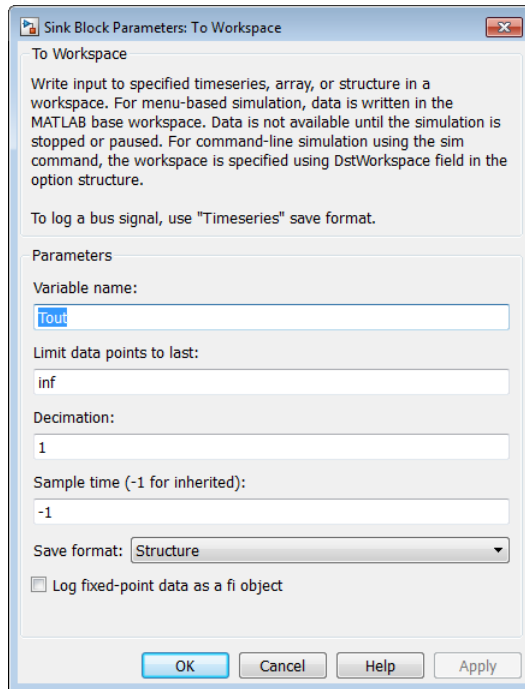 Sink Block Parameters: To Workspace
To Workspace
Write input to specified timeseries, array, or structure in a
workspace. For menu-based simulation, data is written in the
MATLAB base workspace. Data is not available until the simulation is
stopped or paused. For command-line simulation using the sim
command, the workspace is specified using DstWorkspace field in the
option structure.
To log a bus signal, use "Timeseries" save format.
Parameters
Variable name:
Tout
Limit data points to last:
inf
Decimation:
1
Sample time (-1 for inherited):
-1
Save format: Structure
Log fixed-point data as a fi object
OK Cancel Help Apply